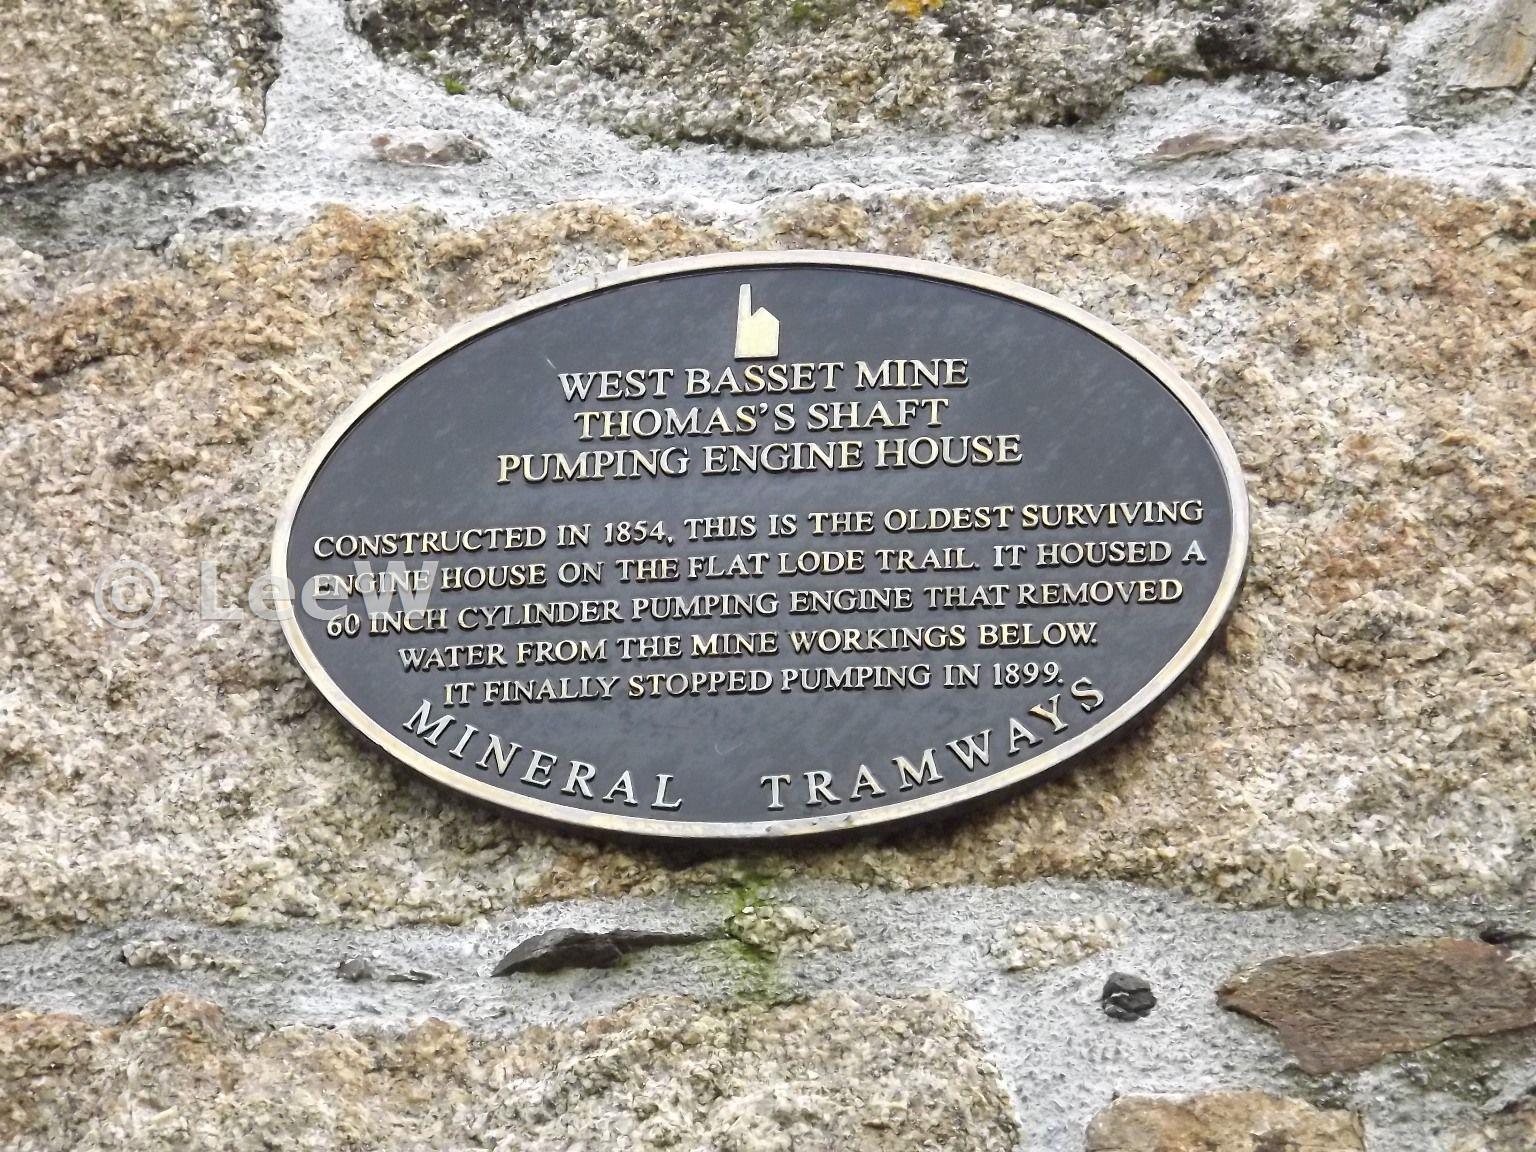 WEST BASSET MINE
THOMAS'S SHAFT
PUMPING ENGINE HOUSE
CONSTRUCTED IN 1854, THIS IS THE OLDEST SURVIVING
ENGINE HOUSE ON THE FLAT LODE TRAIL. IT HOUSED A
60 INCH CYLINDER PUMPING ENGINE THAT REMOVED
WATER FROM THE MINE WORKINGS BELOW.
IT FINALLY STOPPED PUMPING IN 1899.
MINERAL TRAMWAYS
© LeeW